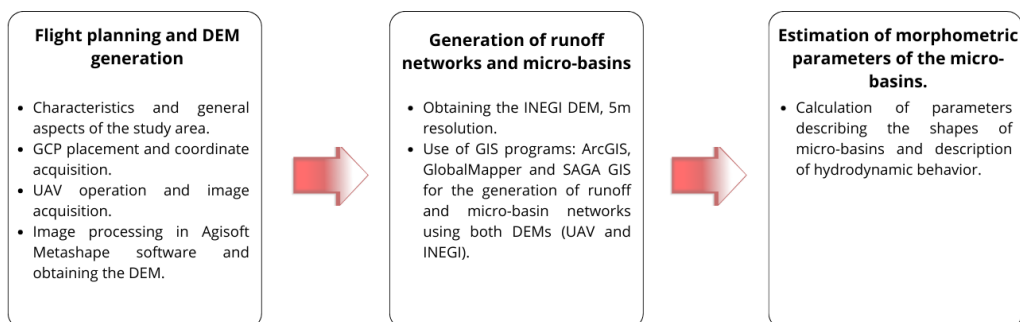 Flight planning and DEM
generation
• Characteristics and general
aspects of the study area.
• GCP placement and coordinate
acquisition.
• UAV operation and image
acquisition.
• Image processing in Agisoft
Metashape software and
obtaining the DEM.
Generation of runoff
networks and micro-basins
• Obtaining the INEGI DEM, 5m
resolution.
• Use of GIS programs: ArcGIS,
GlobalMapper and SAGA GIS
for the generation of runoff
and micro-basin networks
using both DEMs (UAV and
INEGI).
Estimation of morphometric
parameters of the micro-
basins.
• Calculation of parameters
describing the shapes of
micro-basins and description
of hydrodynamic behavior.